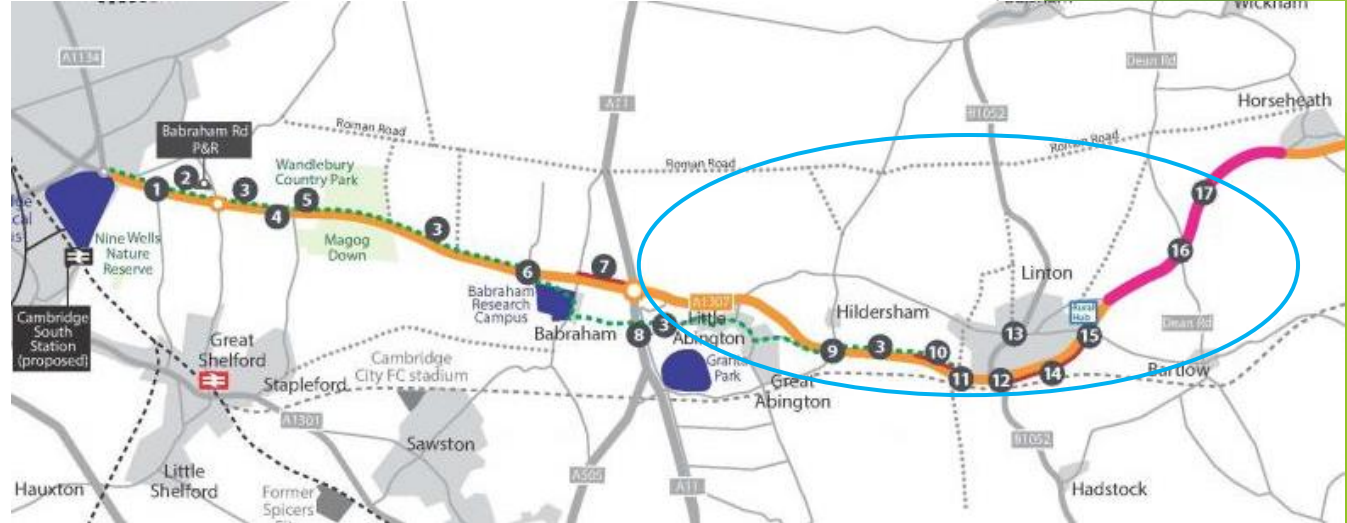 Wickham
A1134
Dean Rd
A11
B1052
Horseheath
Babraham Rd
P&R
Roman Road
Roman Road
Roman Road
Wandlebury
Country Park
1
2
3
4
5
3
17
16
Magog
Down
Nine Wells
Nature
Reserve
6
7
Linton
Babraham
Research
Campus
A1307
Hildersham
Rural
Hub
Dean Rd
Cambridge
South
Station
(proposed)
Babraham
8
3
Little
Abington
9
3
10
13
15
Great
Shelford
Granta
Park
11
12
14
Bartlow
Stapleford
Cambridge
City FC stadium
Great
Abington
A1301
Sawston
B1052
Little
Shelford
Hauxton
Former
Spicers
A505
A11
Hadstock